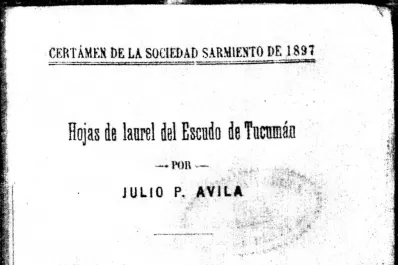 CERTÁMEN DE LA SOCIEDAD SARMIENTO DE 1897
Hojas de laurel del Escudo de Tucumán
POR
JULIO P. AVILA